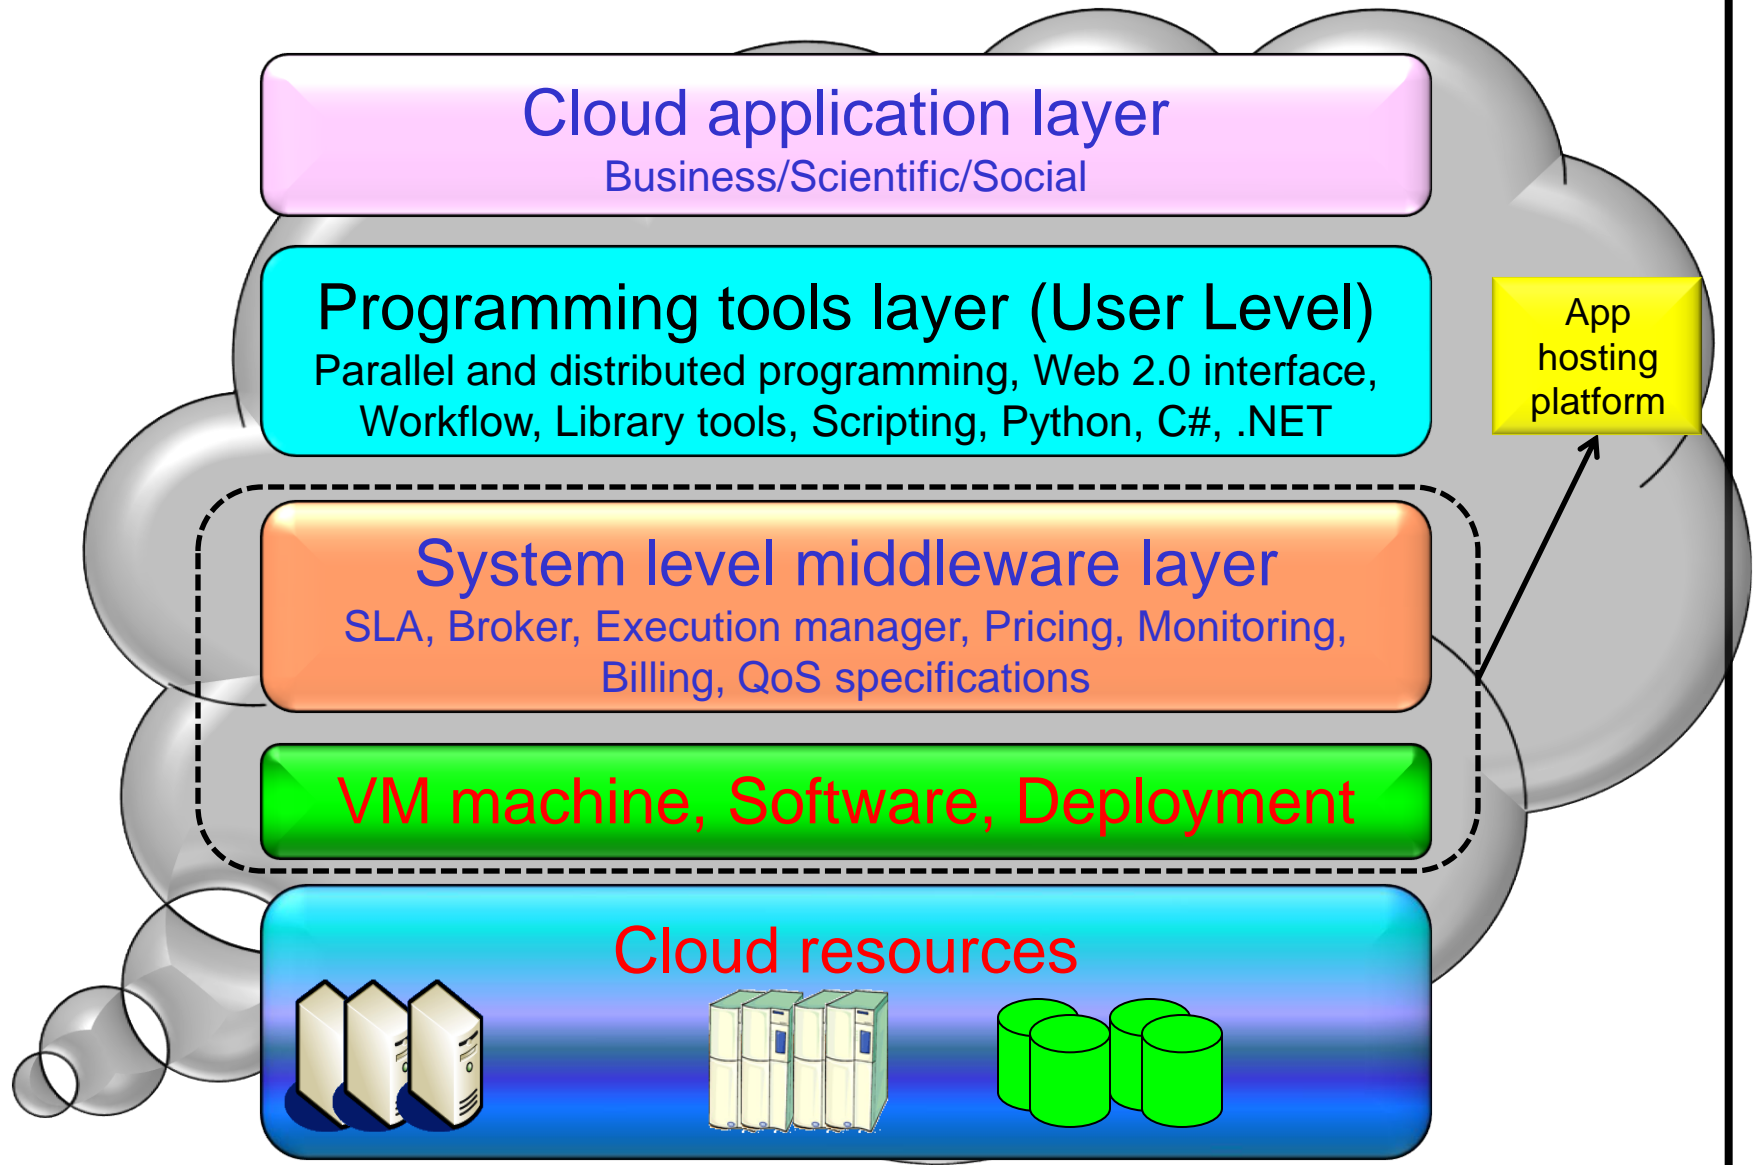 Cloud application layer
Business/Scientific/Social
Programming tools layer (User Level)
Parallel and distributed programming, Web 2.0 interface,
Workflow, Library tools, Scripting, Python, C#, .NET
App
hosting
platform
System level middleware layer
SLA, Broker, Execution manager, Pricing, Monitoring,
Billing, QoS specifications
VM machine, Software, Deployment
Cloud resources